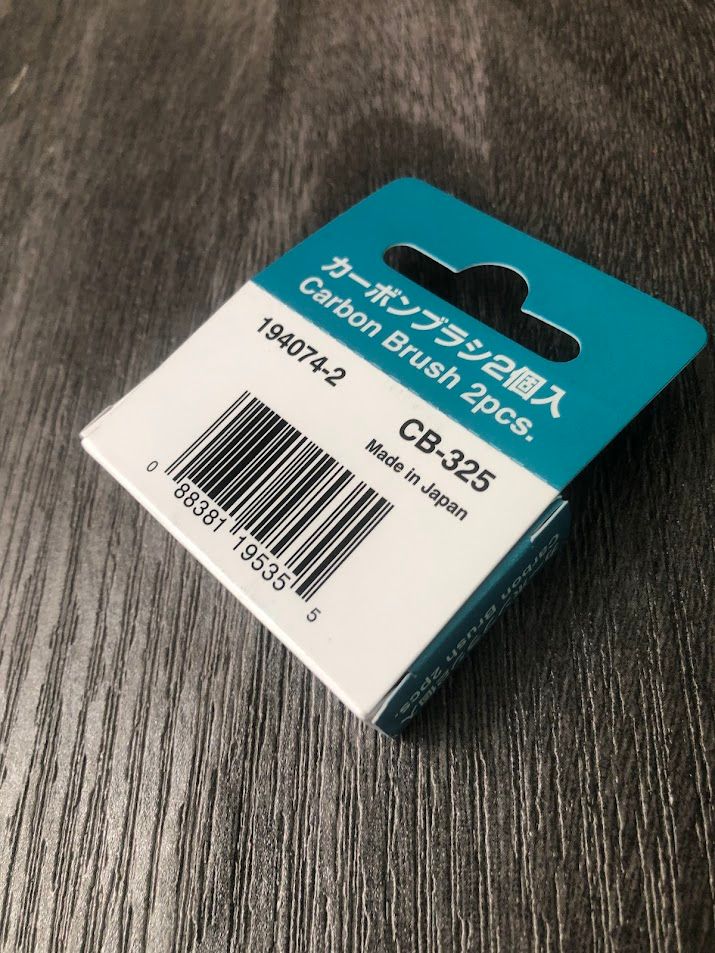 カーボンブラシ2個入
Carbon Brush 2pcs.
194074-2
CB-325
Made in Japan
0 88381 19535 5
Carbon Brush 2pcs.